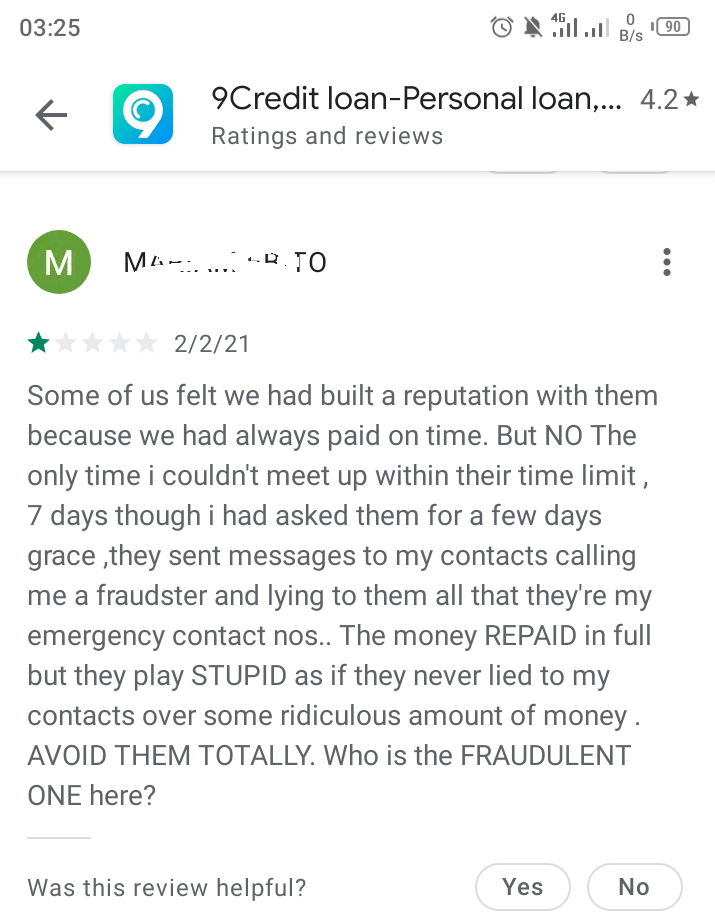 03:25
4G
0
B/s
90
9Credit loan-Personal loan,... 4.2★
Ratings and reviews
M
2/2/21
Some of us felt we had built a reputation with them
because we had always paid on time. But NO The
only time i couldn't meet up within their time limit ,
7 days though i had asked them for a few days
grace ,they sent messages to my contacts calling
me a fraudster and lying to them all that they're my
emergency contact nos.. The money REPAID in full
but they play STUPID as if they never lied to my
contacts over some ridiculous amount of money .
AVOID THEM TOTALLY. Who is the FRAUDULENT
ONE here?
Was this review helpful?
Yes
No